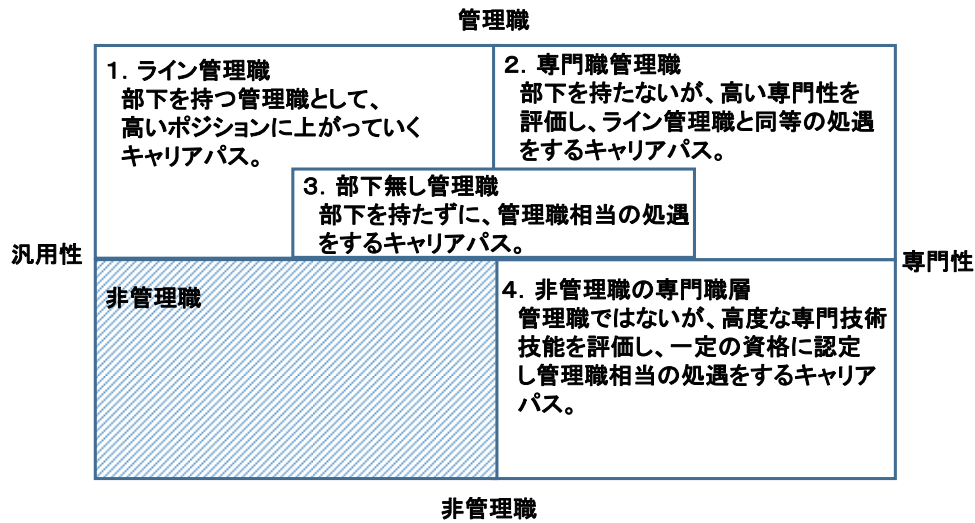 管理職
1．ライン管理職
部下を持つ管理職として、
高いポジションに上がっていく
キャリアパス。
2．専門職管理職
部下を持たないが、高い専門性を
評価し、ライン管理職と同等の処遇
をするキャリアパス。
3．部下無し管理職
部下を持たずに、管理職相当の処遇
をするキャリアパス。
汎用性
専門性
非管理職
4．非管理職の専門職層
管理職ではないが、高度な専門技術
技能を評価し、一定の資格に認定
し管理職相当の処遇をするキャリア
パス。
非管理職